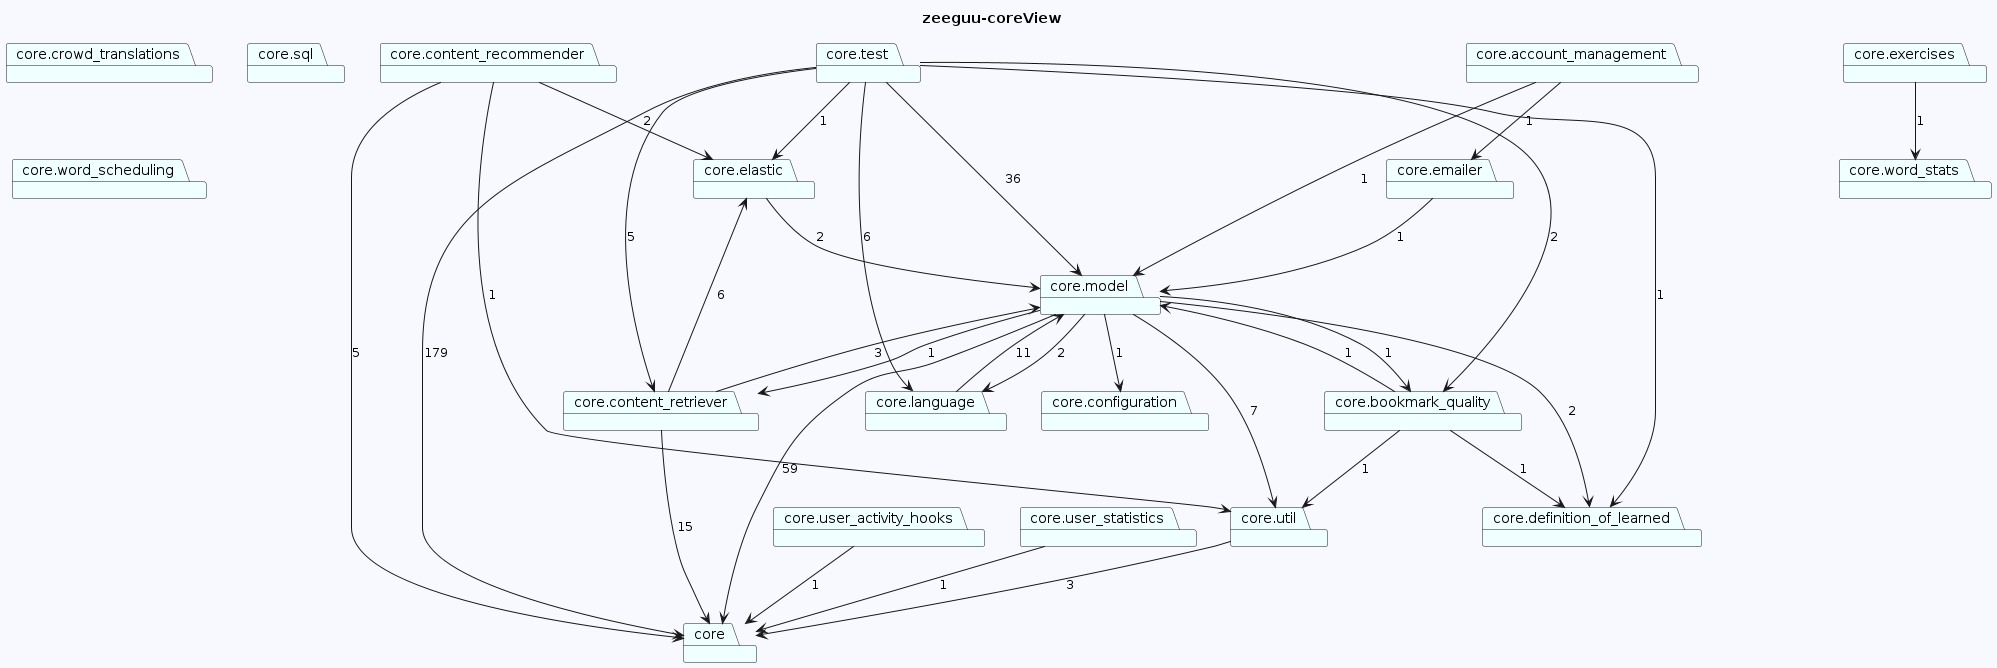 zeeguu-coreView
core.crowd_translations
core.sql
core.content_recommender
core.test
core.account_management
core.exercises
2
1
1
1
core.word_scheduling
core.elastic
core.emailer
core.word_stats
36
1
5
2
6
1
2
core.model
1
1
5
179
6
3
1
11
2
1
1
1
core.content_retriever
core.language
core.configuration
core.bookmark_quality
7
2
59
1
1
core.user_activity_hooks
core.user_statistics
core.util
core.definition_of_learned
15
1
1
3
core